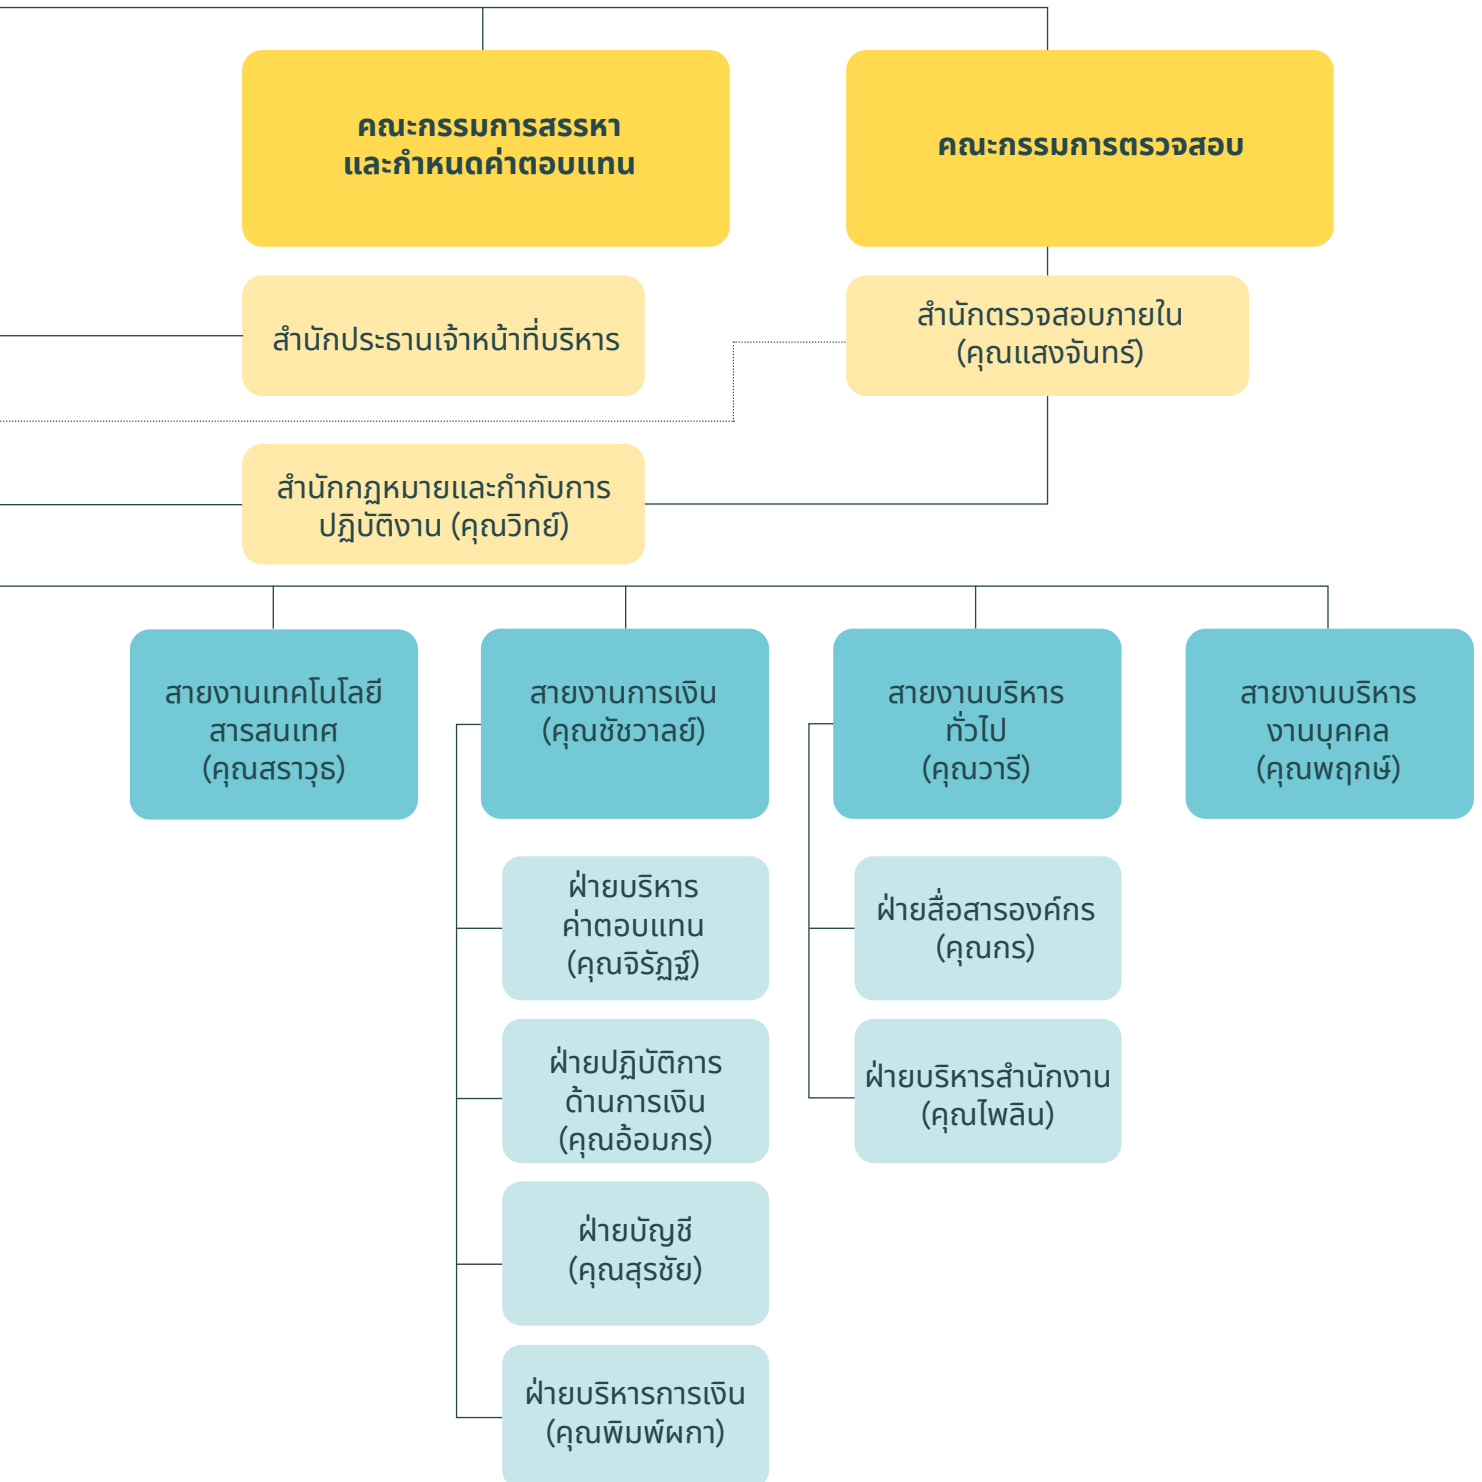 คณะกรรมการสรรหา
และกำหนดค่าตอบแทน
คณะกรรมการตรวจสอบ
สำนักประธานเจ้าหน้าที่บริหาร
สำนักตรวจสอบภายใน
(คุณแสงจันทร์)
สำนักกฎหมายและกำกับการ
ปฏิบัติงาน (คุณวิทย์)
สายงานเทคโนโลยี
สารสนเทศ
(คุณสราวุธ)
สายงานการเงิน
(คุณชัชวาลย์)
สายงานบริหาร
ทั่วไป
(คุณวารี)
สายงานบริหาร
งานบุคคล
(คุณพฤกษ์)
ฝ่ายบริหาร
ค่าตอบแทน
(คุณจิรัฏฐ์)
ฝ่ายปฏิบัติการ
ด้านการเงิน
(คุณอ้อมกร)
ฝ่ายบัญชี
(คุณสุรชัย)
ฝ่ายบริหารการเงิน
(คุณพิมพ์ผกา)
ฝ่ายสื่อสารองค์กร
(คุณกร)
ฝ่ายบริหารสำนักงาน
(คุณไพลิน)